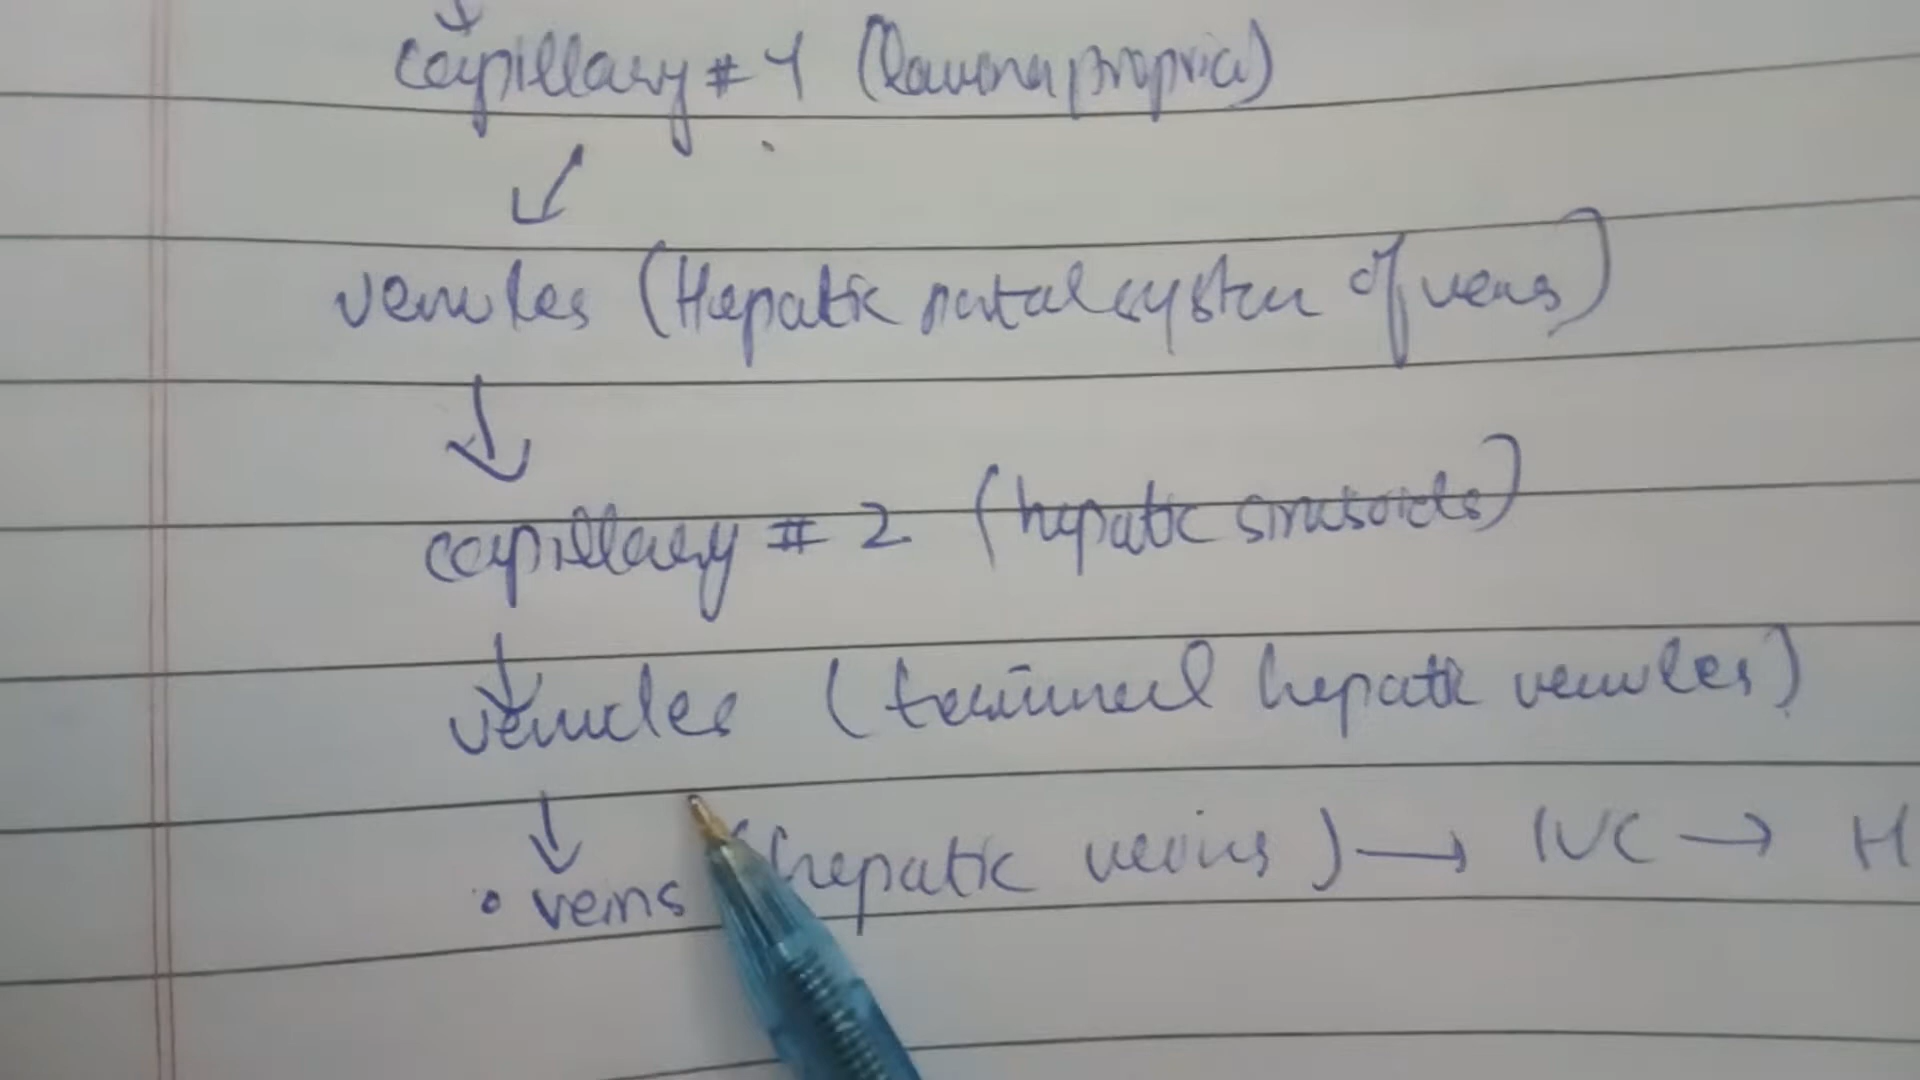 capillary # 1 (lamina propria)
venules (Hepatic portal system of veins)
capillary # 2 (hepatic sinusoids)
venules (terminal hepatic venules)
• veins (hepatic veins) → IVC → H